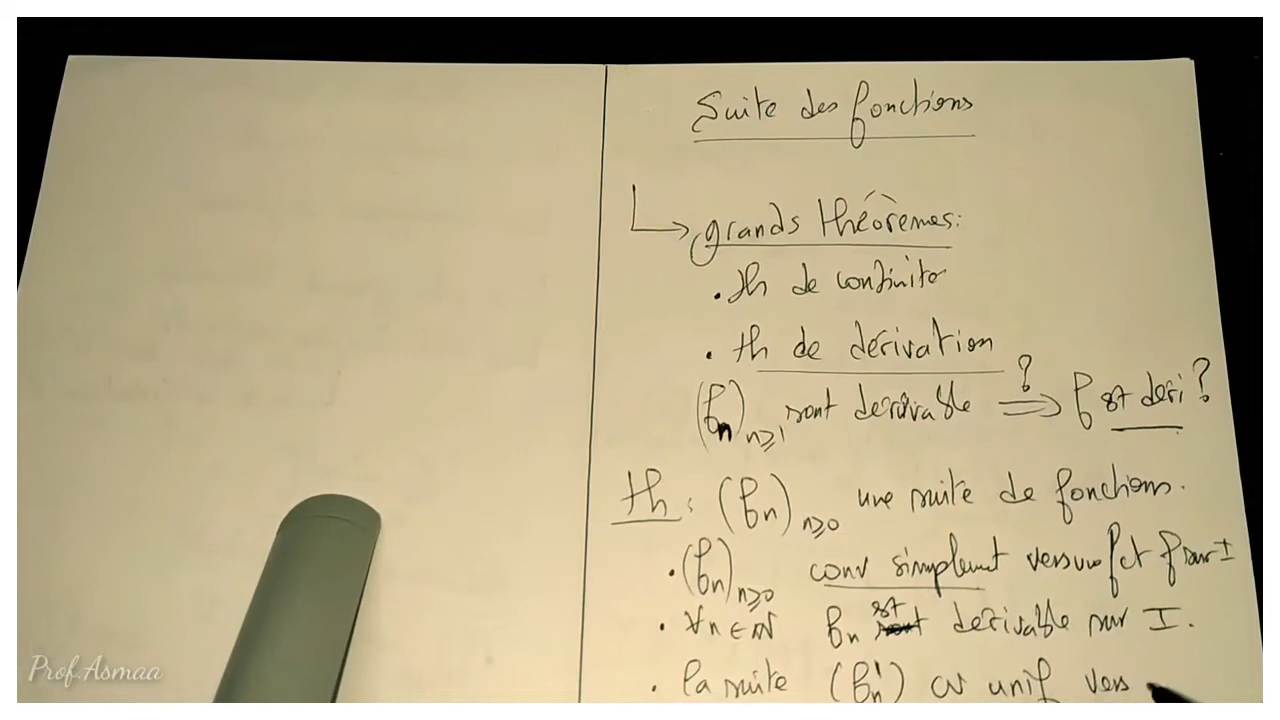 Suite des fonctions
↳ grands théorèmes:
. th de continuité
. th de dérivation
(fn)n≥1 sont dérivable ⟹? f est déri ?
th : (fn)n≥0 une suite de fonctions.
. (fn)n≥0 conv simplement vers une fct f sur I
. ∀n∈ℕ fn est dérivable sur I.
. la suite (f'n) cv unif vers
Prof.Asmaa